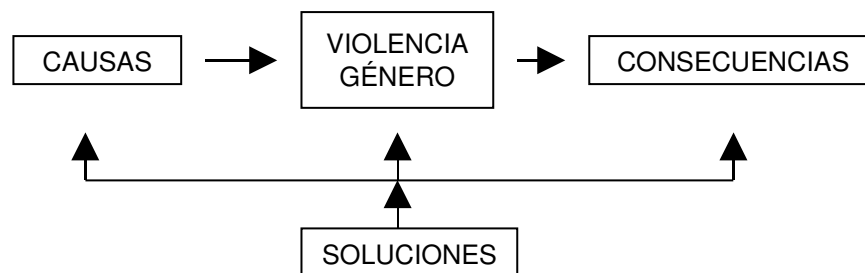 CAUSAS
VIOLENCIA
GÉNERO
CONSECUENCIAS
SOLUCIONES